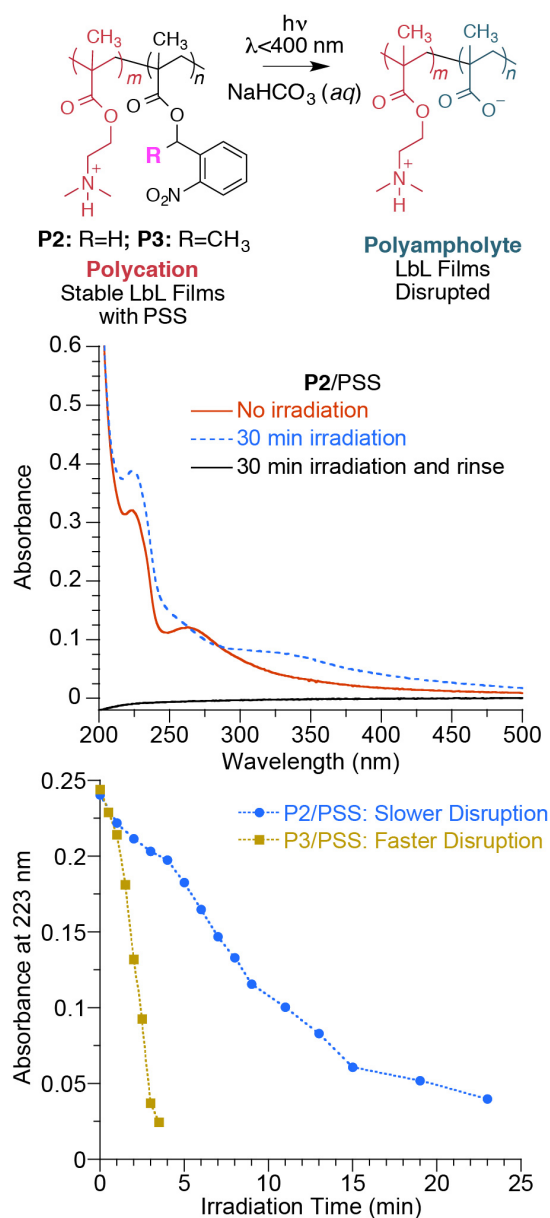 CH₃ CH₃ hν CH₃ CH₃
λ<400 nm
m n m n
NaHCO₃ (aq)
O O O O O O O⁻
R
+ +
N NO₂ N
H H
P2: R=H; P3: R=CH₃
Polycation Polyampholyte
Stable LbL Films LbL Films
with PSS Disrupted
0.6
P2/PSS
0.5
No irradiation
30 min irradiation
0.4
30 min irradiation and rinse
0.3
Absorbance
0.2
0.1
0
200 250 300 350 400 450 500
Wavelength (nm)
0.25
P2/PSS: Slower Disruption
P3/PSS: Faster Disruption
0.2
0.15
Absorbance at 223 nm
0.1
0.05
0
0 5 10 15 20 25
Irradiation Time (min)